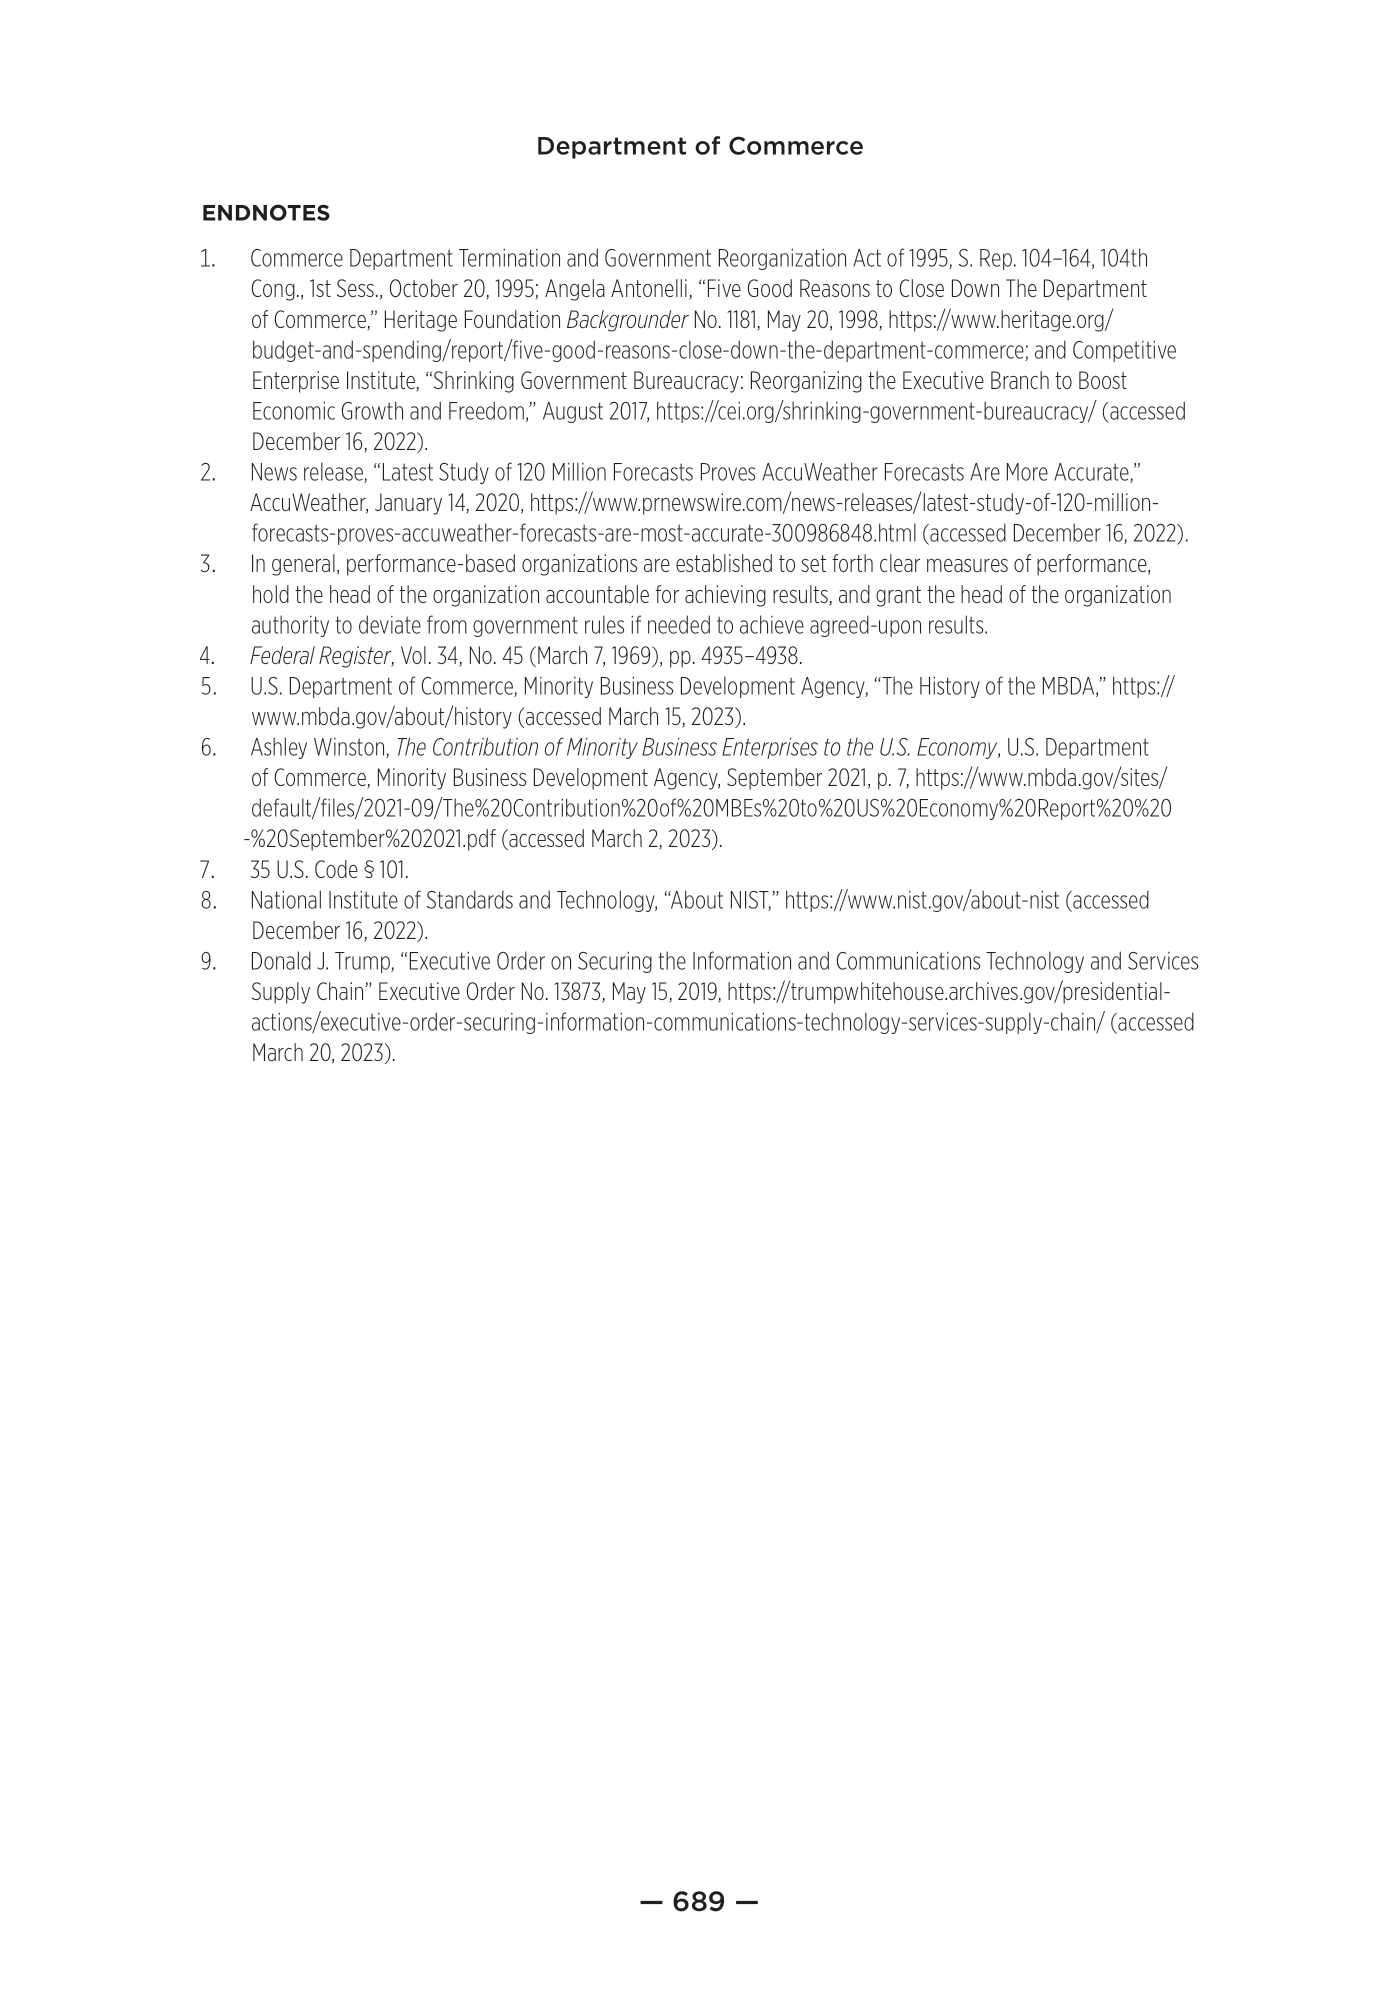 Department of Commerce
ENDNOTES
1. Commerce Department Termination and Government Reorganization Act of 1995, S. Rep. 104–164, 104th
Cong., 1st Sess., October 20, 1995; Angela Antonelli, “Five Good Reasons to Close Down The Department
of Commerce,” Heritage Foundation Backgrounder No. 1181, May 20, 1998, https://www.heritage.org/
budget-and-spending/report/five-good-reasons-close-down-the-department-commerce; and Competitive
Enterprise Institute, “Shrinking Government Bureaucracy: Reorganizing the Executive Branch to Boost
Economic Growth and Freedom,” August 2017, https://cei.org/shrinking-government-bureaucracy/ (accessed
December 16, 2022).
2. News release, “Latest Study of 120 Million Forecasts Proves AccuWeather Forecasts Are More Accurate,”
AccuWeather, January 14, 2020, https://www.prnewswire.com/news-releases/latest-study-of-120-million-
forecasts-proves-accuweather-forecasts-are-most-accurate-300986848.html (accessed December 16, 2022).
3. In general, performance-based organizations are established to set forth clear measures of performance,
hold the head of the organization accountable for achieving results, and grant the head of the organization
authority to deviate from government rules if needed to achieve agreed-upon results.
4. Federal Register, Vol. 34, No. 45 (March 7, 1969), pp. 4935–4938.
5. U.S. Department of Commerce, Minority Business Development Agency, “The History of the MBDA,” https://
www.mbda.gov/about/history (accessed March 15, 2023).
6. Ashley Winston, The Contribution of Minority Business Enterprises to the U.S. Economy, U.S. Department
of Commerce, Minority Business Development Agency, September 2021, p. 7, https://www.mbda.gov/sites/
default/files/2021-09/The%20Contribution%20of%20MBEs%20to%20US%20Economy%20Report%20%20
-%20September%202021.pdf (accessed March 2, 2023).
7. 35 U.S. Code § 101.
8. National Institute of Standards and Technology, “About NIST,” https://www.nist.gov/about-nist (accessed
December 16, 2022).
9. Donald J. Trump, “Executive Order on Securing the Information and Communications Technology and Services
Supply Chain” Executive Order No. 13873, May 15, 2019, https://trumpwhitehouse.archives.gov/presidential-
actions/executive-order-securing-information-communications-technology-services-supply-chain/ (accessed
March 20, 2023).
— 689 —